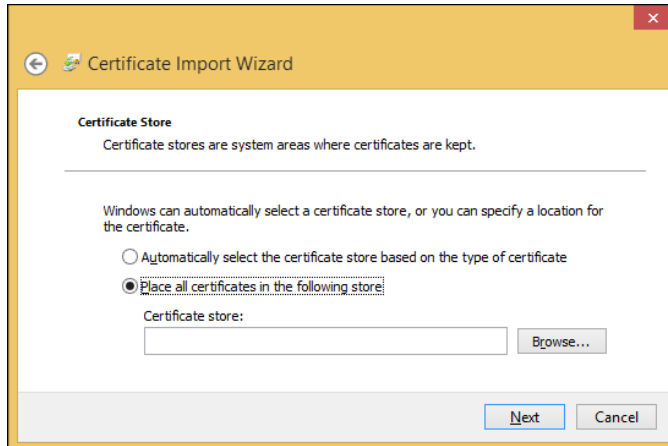 Certificate Import Wizard
Certificate Store
Certificate stores are system areas where certificates are kept.
Windows can automatically select a certificate store, or you can specify a location for
the certificate.
Automatically select the certificate store based on the type of certificate
Place all certificates in the following store
Certificate store:
Browse...
Next
Cancel